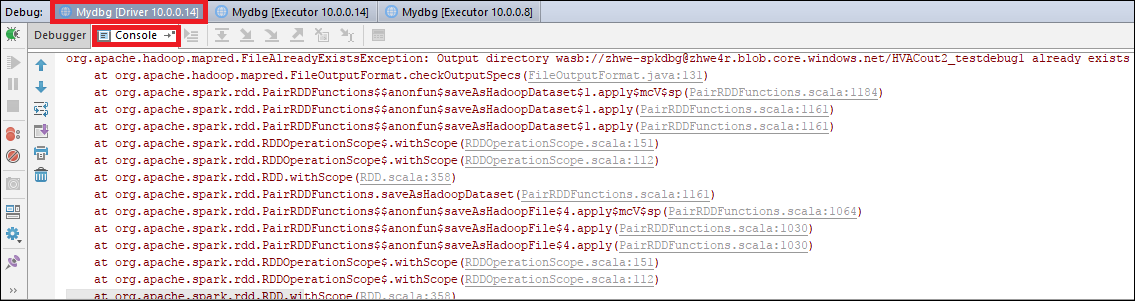 Debug: Mydbg [Driver 10.0.0.14] Mydbg [Executor 10.0.0.14] Mydbg [Executor 10.0.0.8]
Debugger Console
org.apache.hadoop.mapred.FileAlreadyExistsException: Output directory wasb://zhwe-spkdbg@zhwe4r.blob.core.windows.net/HVACout2_testdebug1 already exists
at org.apache.hadoop.mapred.FileOutputFormat.checkOutputSpecs(FileOutputFormat.java:131)
at org.apache.spark.rdd.PairRDDFunctions$$anonfun$saveAsHadoopDataset$1.apply$mcV$sp(PairRDDFunctions.scala:1184)
at org.apache.spark.rdd.PairRDDFunctions$$anonfun$saveAsHadoopDataset$1.apply(PairRDDFunctions.scala:1161)
at org.apache.spark.rdd.PairRDDFunctions$$anonfun$saveAsHadoopDataset$1.apply(PairRDDFunctions.scala:1161)
at org.apache.spark.rdd.RDDOperationScope$.withScope(RDDOperationScope.scala:151)
at org.apache.spark.rdd.RDDOperationScope$.withScope(RDDOperationScope.scala:112)
at org.apache.spark.rdd.RDD.withScope(RDD.scala:358)
at org.apache.spark.rdd.PairRDDFunctions.saveAsHadoopDataset(PairRDDFunctions.scala:1161)
at org.apache.spark.rdd.PairRDDFunctions$$anonfun$saveAsHadoopFile$4.apply$mcV$sp(PairRDDFunctions.scala:1064)
at org.apache.spark.rdd.PairRDDFunctions$$anonfun$saveAsHadoopFile$4.apply(PairRDDFunctions.scala:1030)
at org.apache.spark.rdd.PairRDDFunctions$$anonfun$saveAsHadoopFile$4.apply(PairRDDFunctions.scala:1030)
at org.apache.spark.rdd.RDDOperationScope$.withScope(RDDOperationScope.scala:151)
at org.apache.spark.rdd.RDDOperationScope$.withScope(RDDOperationScope.scala:112)
at org.apache.spark.rdd.RDD.withScope(RDD.scala:358)